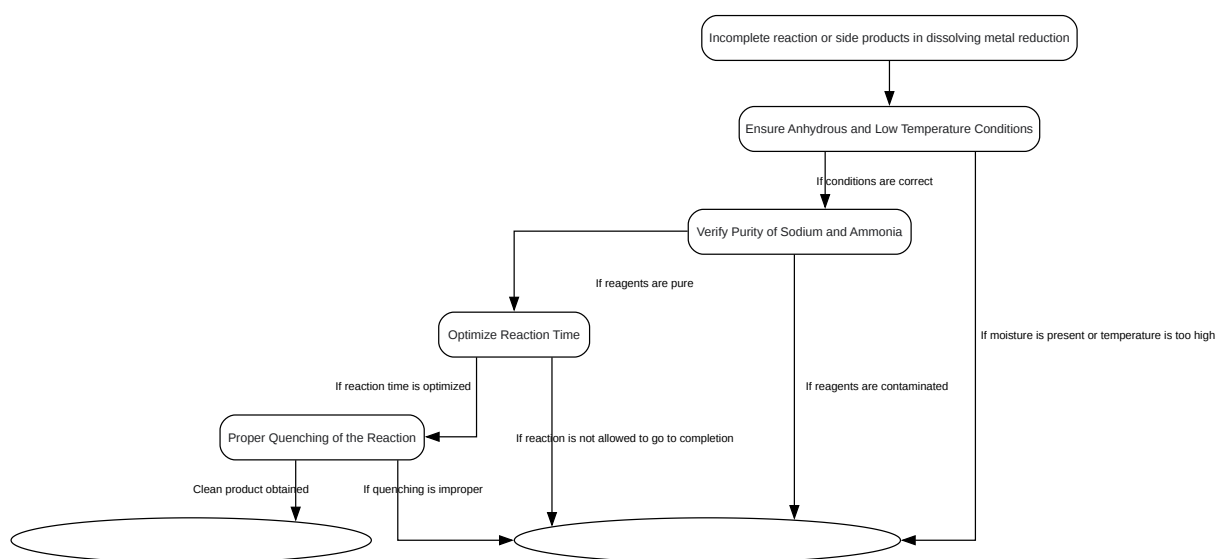 Incomplete reaction or side products in dissolving metal reduction
Ensure Anhydrous and Low Temperature Conditions
If conditions are correct
Verify Purity of Sodium and Ammonia
If reagents are pure
Optimize Reaction Time
If moisture is present or temperature is too high
If reaction time is optimized
If reagents are contaminated
Proper Quenching of the Reaction
If reaction is not allowed to go to completion
Clean product obtained
If quenching is improper